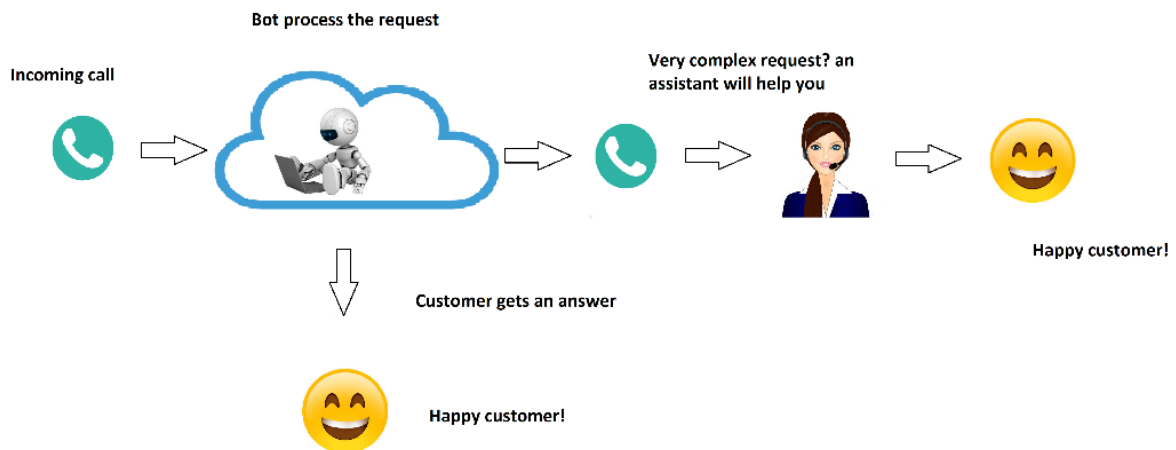 Bot process the request
Incoming call
Very complex request? an
assistant will help you
Happy customer!
Customer gets an answer
Happy customer!